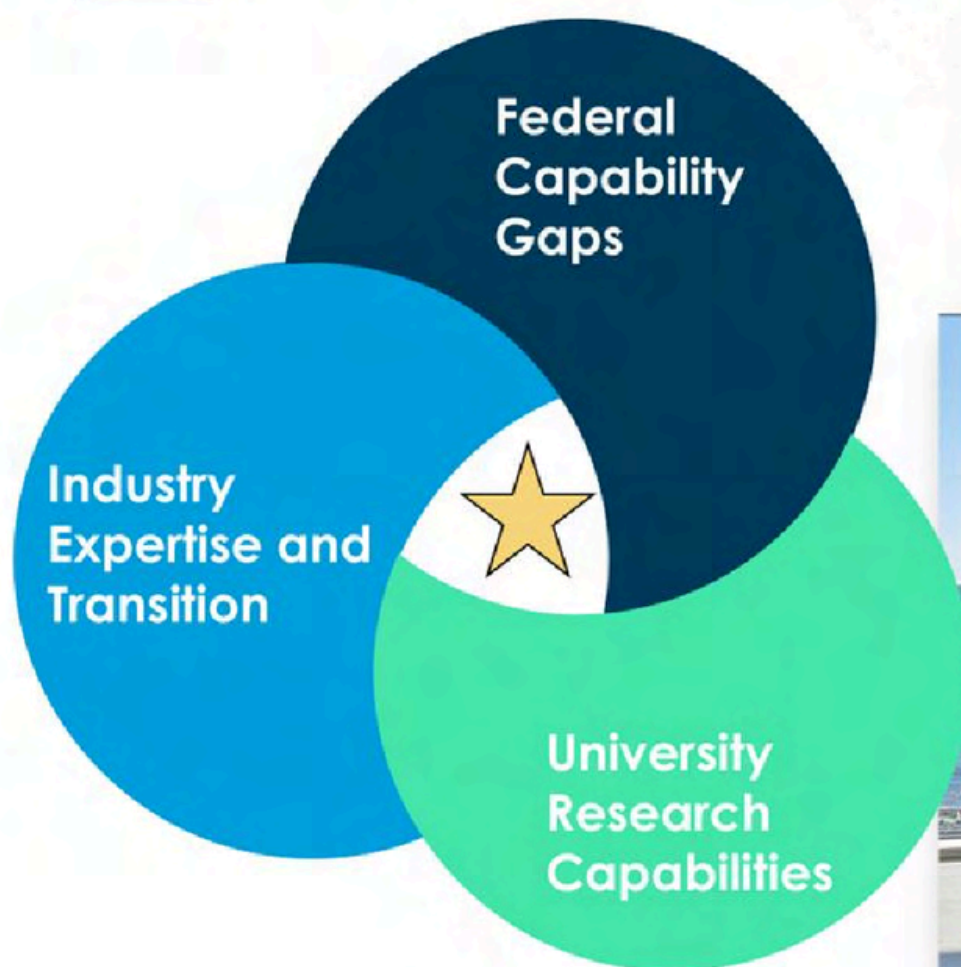 Federal
Capability
Gaps
Industry
Expertise and
Transition
University
Research
Capabilities